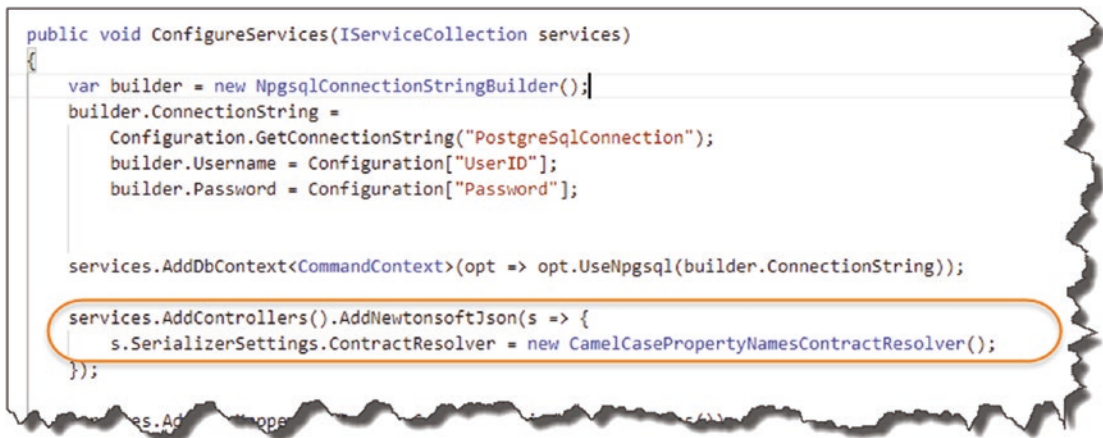 public void ConfigureServices(IServiceCollection services)
{
var builder = new NpgsqlConnectionStringBuilder();
builder.ConnectionString =
Configuration.GetConnectionString("PostgreSqlConnection");
builder.Username = Configuration["UserID"];
builder.Password = Configuration["Password"];
services.AddDbContext<CommandContext>(opt => opt.UseNpgsql(builder.ConnectionString));
services.AddControllers().AddNewtonsoftJson(s => {
s.SerializerSettings.ContractResolver = new CamelCasePropertyNamesContractResolver();
});